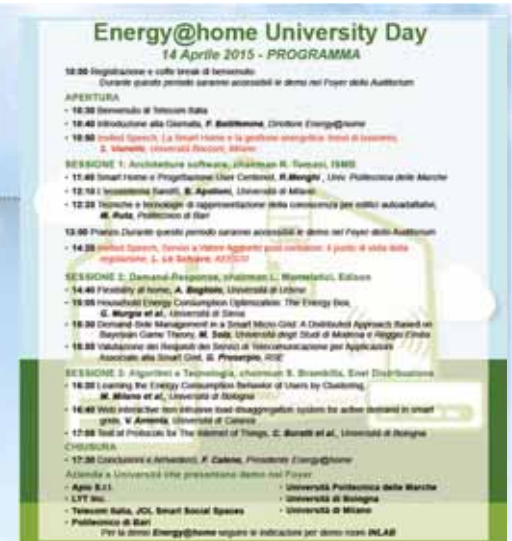 Energy@home University Day
14 Aprile 2015 - PROGRAMMA
10:00 Registrazione e coffe break di benvenuto
Durante questo periodo saranno accessibili le demo nel Foyer dello Auditorium
APERTURA
• 10:30 Benvenuto di Telecom Italia
• 10:40 Introduzione alla Giornata, F. Direttore Energy@home
• 10:50 Invited Speech, La Smart Home e la gestione energetica: trend di business,
Università Bocconi, Milano
SESSIONE 1: Architetture software, chairman R. Tomasi, ISMB
• 11:40 Smart Home e Progettazione User Centered, R.Menghi, Univ. Politecnica delle Marche
• 12:10 L'ecosistema B. Apolloni, Università di Milano
• 12:20 Tecniche e tecnologie di rappresentazione della conoscenza per edifici autoadattativi,
M. Ruta, Politecnico di Bari
13:00 Pranzo Durante questo periodo saranno accessibili le demo nel Foyer dello Auditorium
• 14:20 Invited Speech, Servizi a Valore Aggiunto post contatore: il punto di vista della
regolazione, L. Lo Schiavo, AEEGSI
SESSIONE 2: Demand-Response, chairman L. Edison
• 14:40 Flexibility at home, A. Bogliolo, Università di Urbino
• 15:05 Household Energy Consumption Optimization: The Energy Box,
G. Murgia et al., Università di Siena
• 15:30 Demand-Side Management in a Smart Micro-Grid: A Distributed Approach Based on
Bayesian Game Theory, M. Sola, Università degli Studi di Modena e Reggio Emilia
• 15:55 Valutazione dei Requisiti dei Servizi di Telecomunicazione per Applicazioni
Associate alla Smart Grid, G. Proserpio, RSE
SESSIONE 3: Algoritmi e Tecnologia, chairman S. Brambilla, Enel Distribuzione
• 16:20 Learning the Energy Consumption Behavior of Users by Clustering,
M. Milano et al., Università di Bologna
• 16:40 Web interactive non intrusive load disaggregation system for active demand in smart
grids, V. Amenta, Università di Catania
• 17:05 Test of Protocols for The Internet of Things, C. Buratti et al., Università di Bologna
CHIUSURA
• 17:30 Conclusioni e Arrivederci, F. Presidente Energy@home
Aziende e Università che presentano demo nel Foyer
• Apio S.r.l. • Università Politecnica delle Marche
• LYT Inc. • Università di Bologna
• Telecom Italia, JOL Smart Social Spaces • Università di Milano
• Politecnico di Bari
Per la demo Energy@home seguire le indicazioni per demo room INLAB